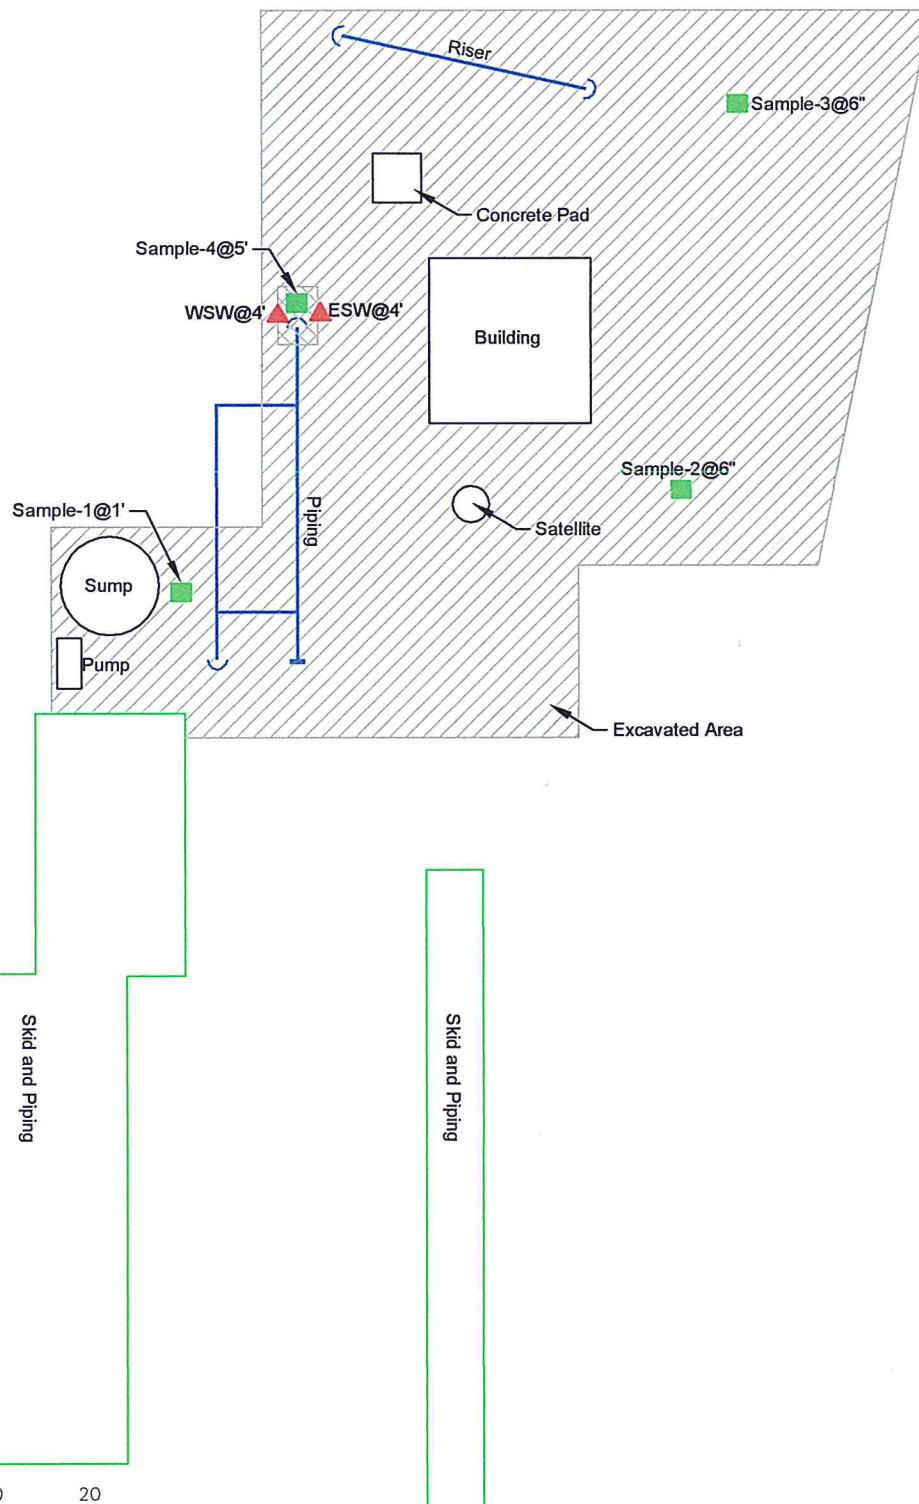 Riser
Sample-3@6"
Concrete Pad
Sample-4@5'
WSW@4'
ESW@4'
Building
Sample-2@6"
Sample-1@1'
Piping
Satellite
Sump
Pump
Excavated Area
Skid and Piping
Skid and Piping
20